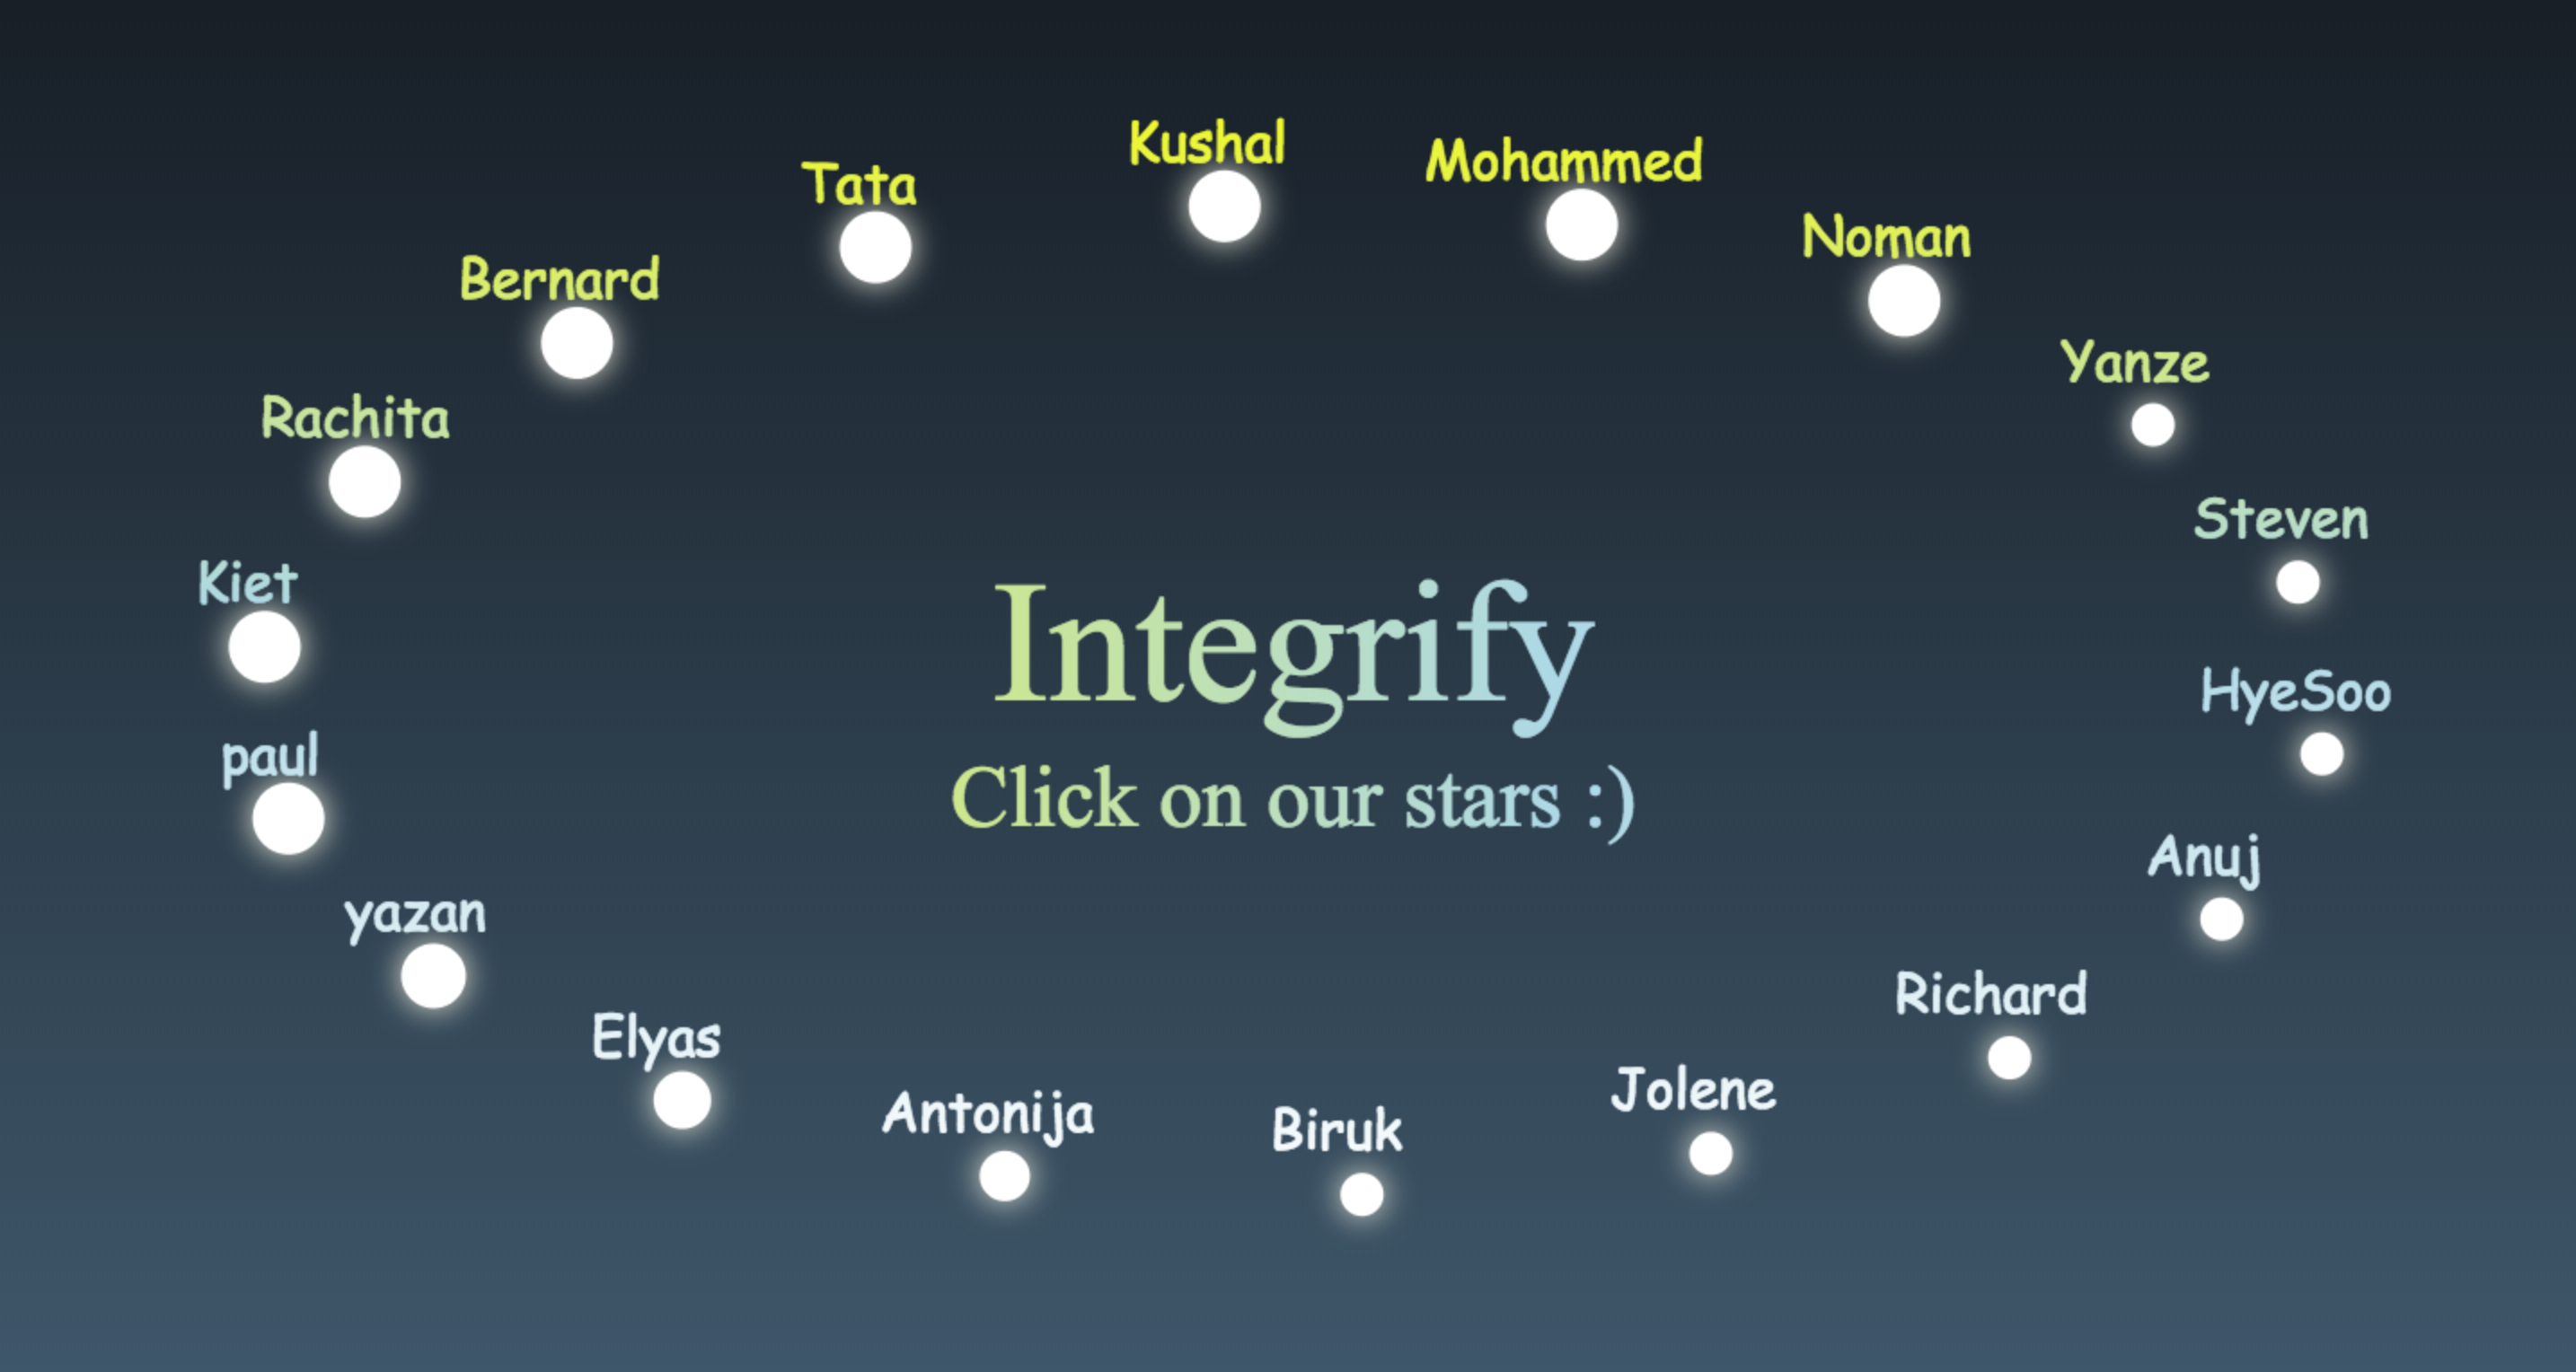 Kushal
Mohammed
Tata
Noman
Bernard
Yanze
Rachita
Steven
Kiet
Integrify
HyeSoo
paul
Click on our stars :)
Anuj
yazan
Richard
Elyas
Jolene
Antonija
Biruk